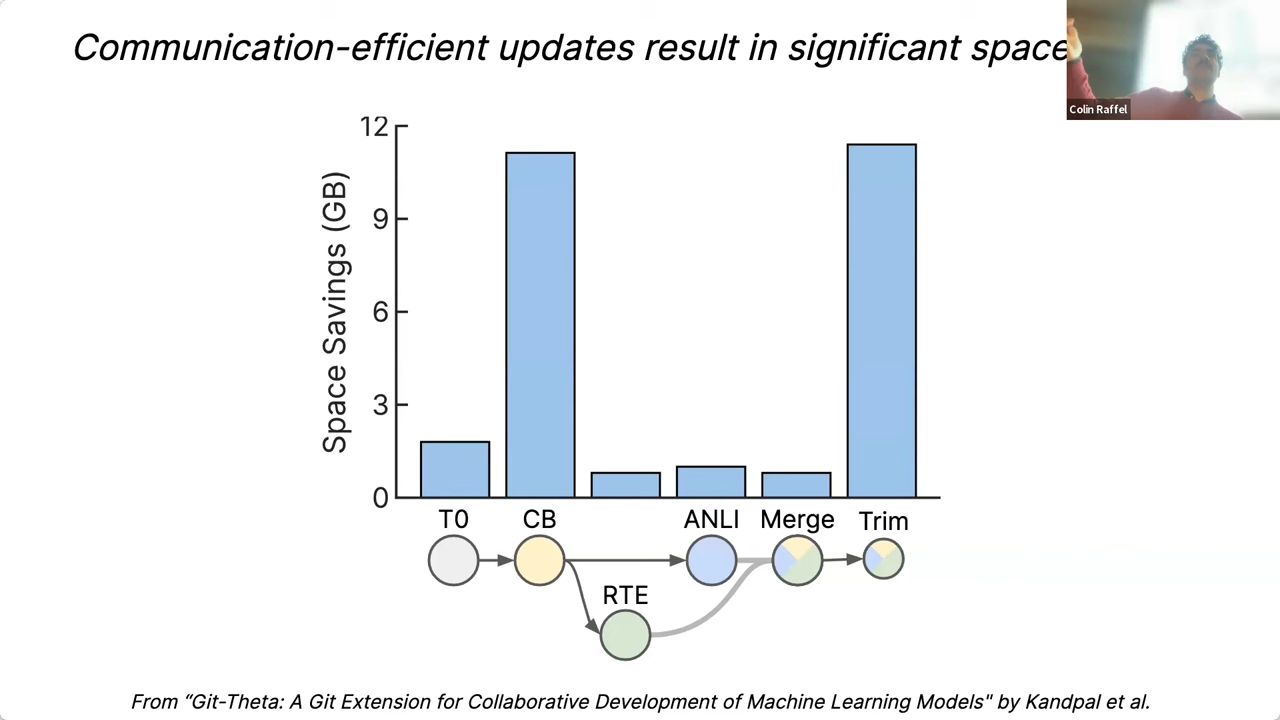 Communication-efficient updates result in significant space
Colin Raffel
12
9
6
3
0
Space Savings (GB)
T0 CB ANLI Merge Trim
RTE
From “Git-Theta: A Git Extension for Collaborative Development of Machine Learning Models" by Kandpal et al.